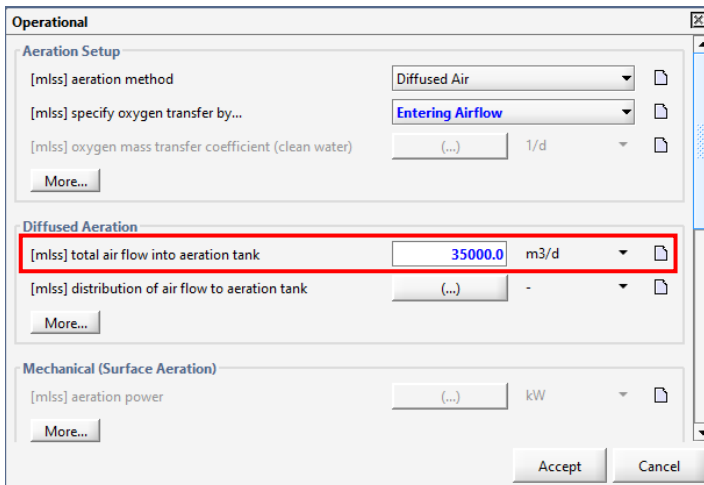 Operational
Aeration Setup
[mlss] aeration method Diffused Air
[mlss] specify oxygen transfer by... Entering Airflow
[mlss] oxygen mass transfer coefficient (clean water) (...) 1/d
More...
Diffused Aeration
[mlss] total air flow into aeration tank 35000.0 m3/d
[mlss] distribution of air flow to aeration tank (...) -
More...
Mechanical (Surface Aeration)
[mlss] aeration power (...) kW
More...
Accept Cancel